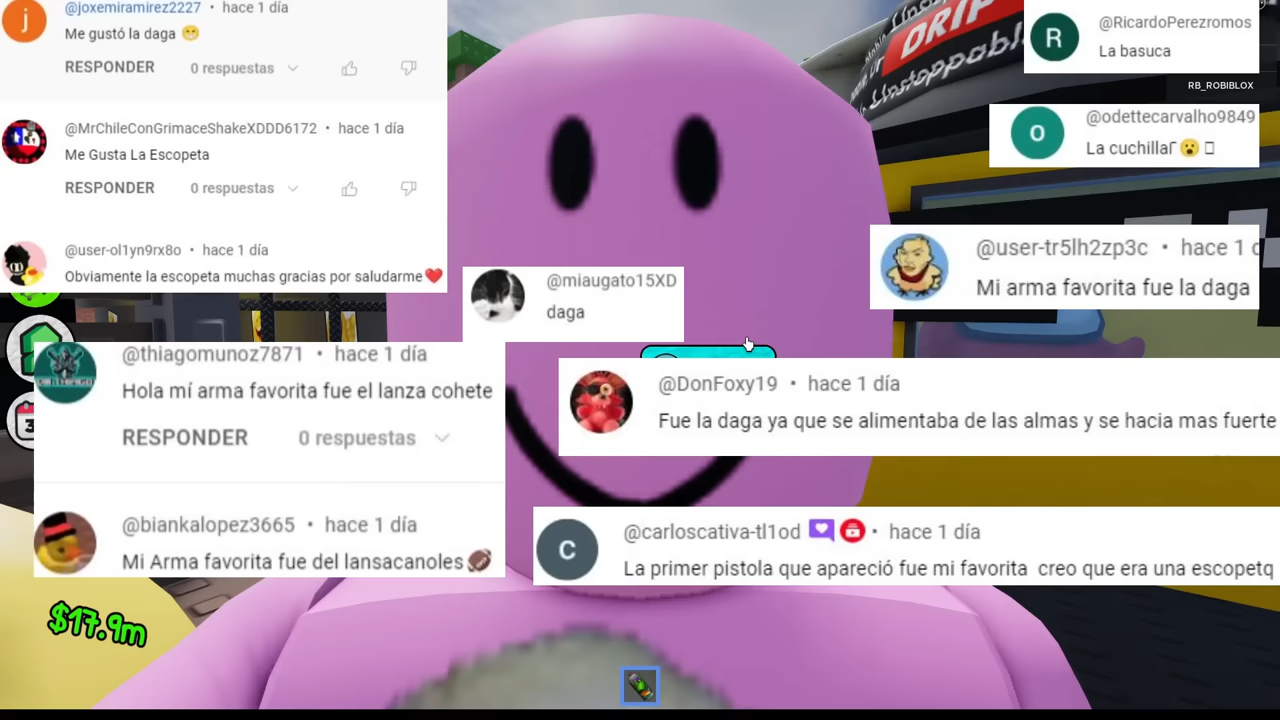 @joxemiramirez2227 • hace 1 día
Me gustó la daga 😁
RESPONDER 0 respuestas
@MrChileConGrimaceShakeXDDD6172 • hace 1 día
Me Gusta La Escopeta
RESPONDER 0 respuestas
@user-ol1yn9rx8o • hace 1 día
Obviamente la escopeta muchas gracias por saludarme❤️
@thiagomunoz7871 • hace 1 día
Hola mí arma favorita fue el lanza cohete
RESPONDER 0 respuestas
@biankalopez3665 • hace 1 día
Mi Arma favorita fue del lansacanoles🏈
@miaugato15XD
daga
DRIP
Unstoppabl
R
@RicardoPerezromos
La basuca
RB_ROBIBLOX
O
@odettecarvalho9849
La cuchillaꓩ 😮
@user-tr5lh2zp3c • hace 1 d
Mi arma favorita fue la daga
@DonFoxy19 • hace 1 día
Fue la daga ya que se alimentaba de las almas y se hacia mas fuerte
C
@carloscativa-tl1od • hace 1 día
La primer pistola que apareció fue mi favorita creo que era una escopetq
$17.9m